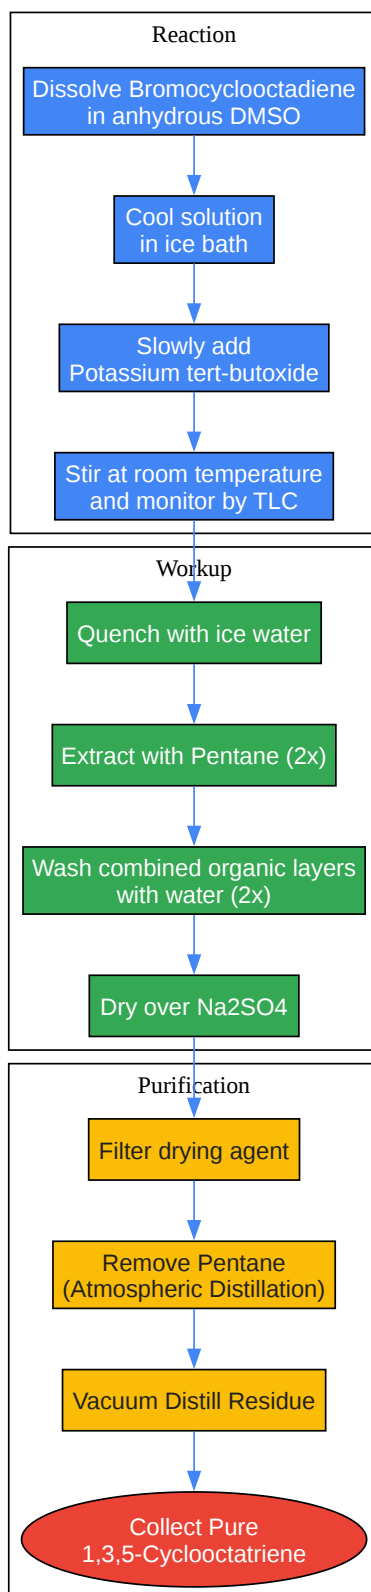 Reaction
Dissolve Bromocyclooctadiene
in anhydrous DMSO
Cool solution
in ice bath
Slowly add
Potassium tert-butoxide
Stir at room temperature
and monitor by TLC
Workup
Quench with ice water
Extract with Pentane (2x)
Wash combined organic layers
with water (2x)
Dry over Na2SO4
Purification
Filter drying agent
Remove Pentane
(Atmospheric Distillation)
Vacuum Distill Residue
Collect Pure
1,3,5-Cyclooctatriene